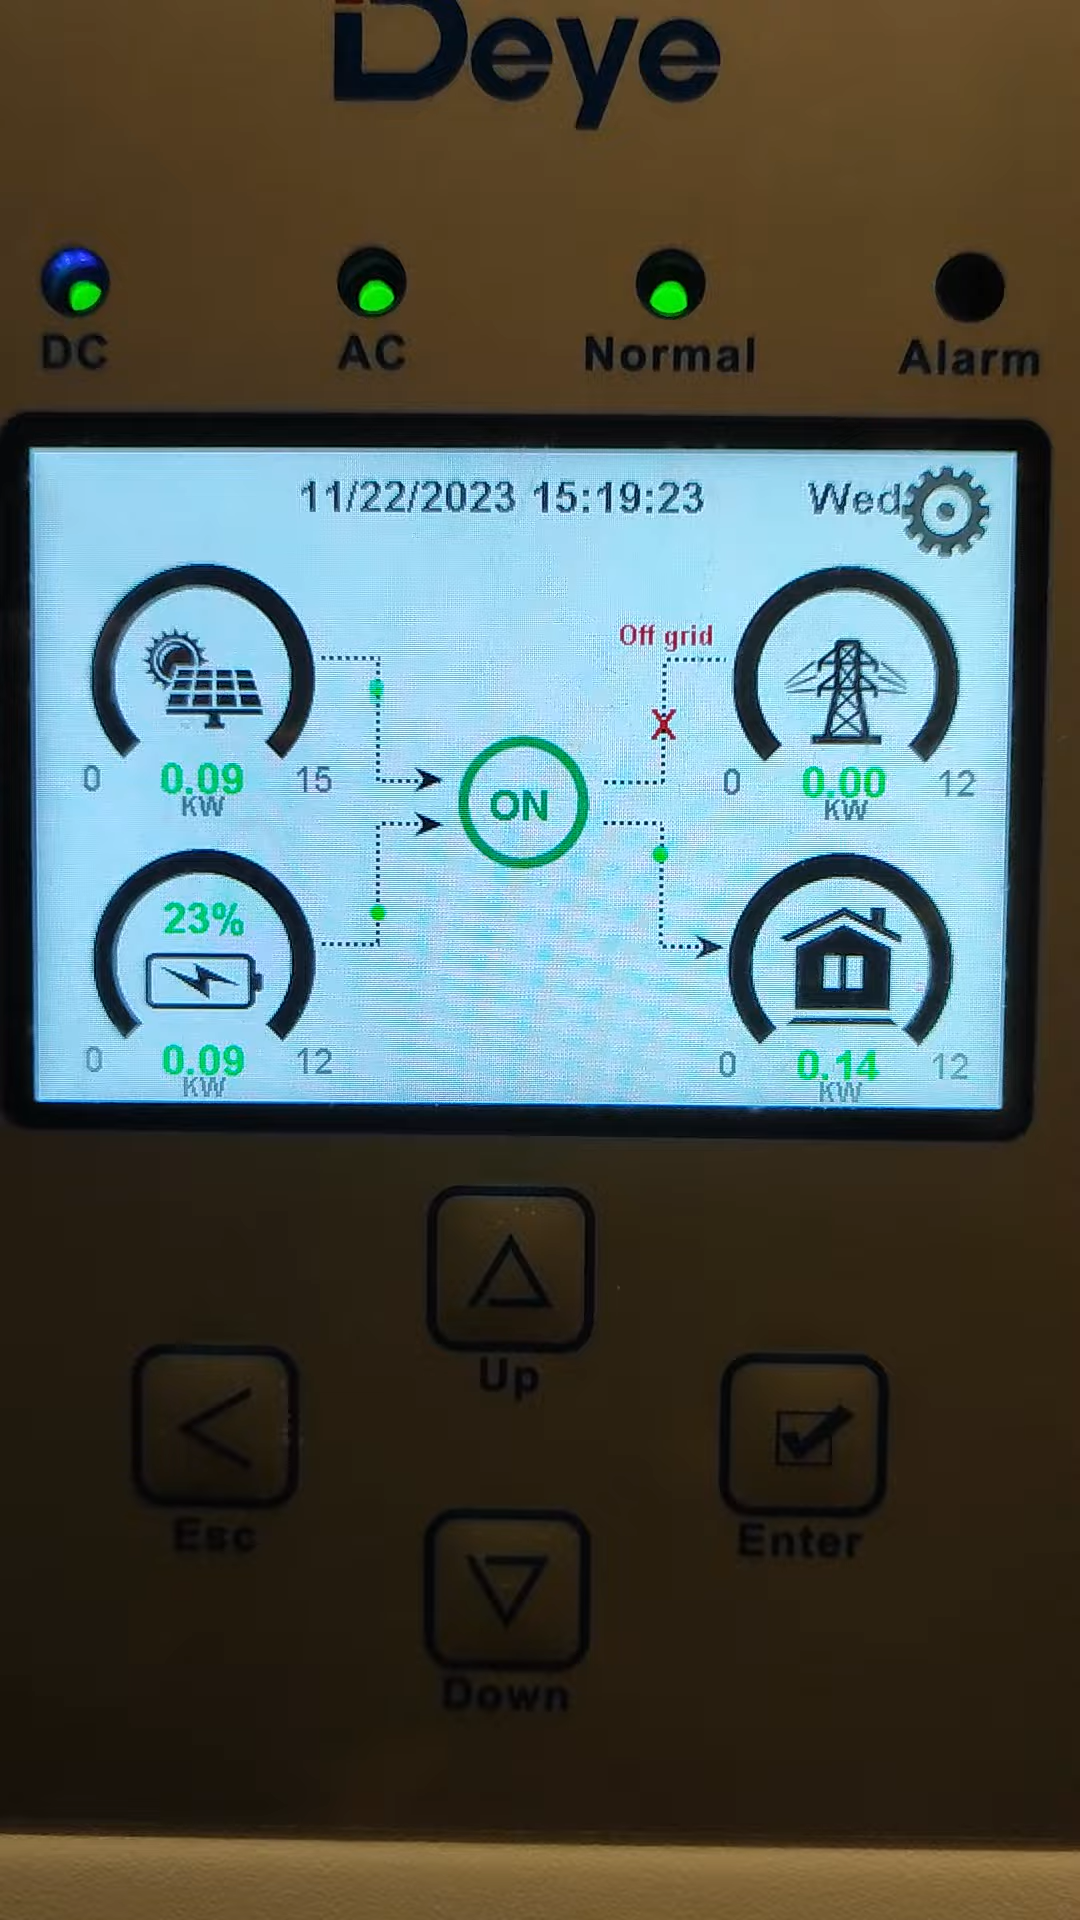 Deye
DC AC Normal Alarm
11/22/2023 15:19:23 Wed
Off grid
0 0.09 15 0 0.00 12
KW KW
ON
23%
0 0.09 12 0 0.14 12
KW KW
Up
Esc Enter
Down